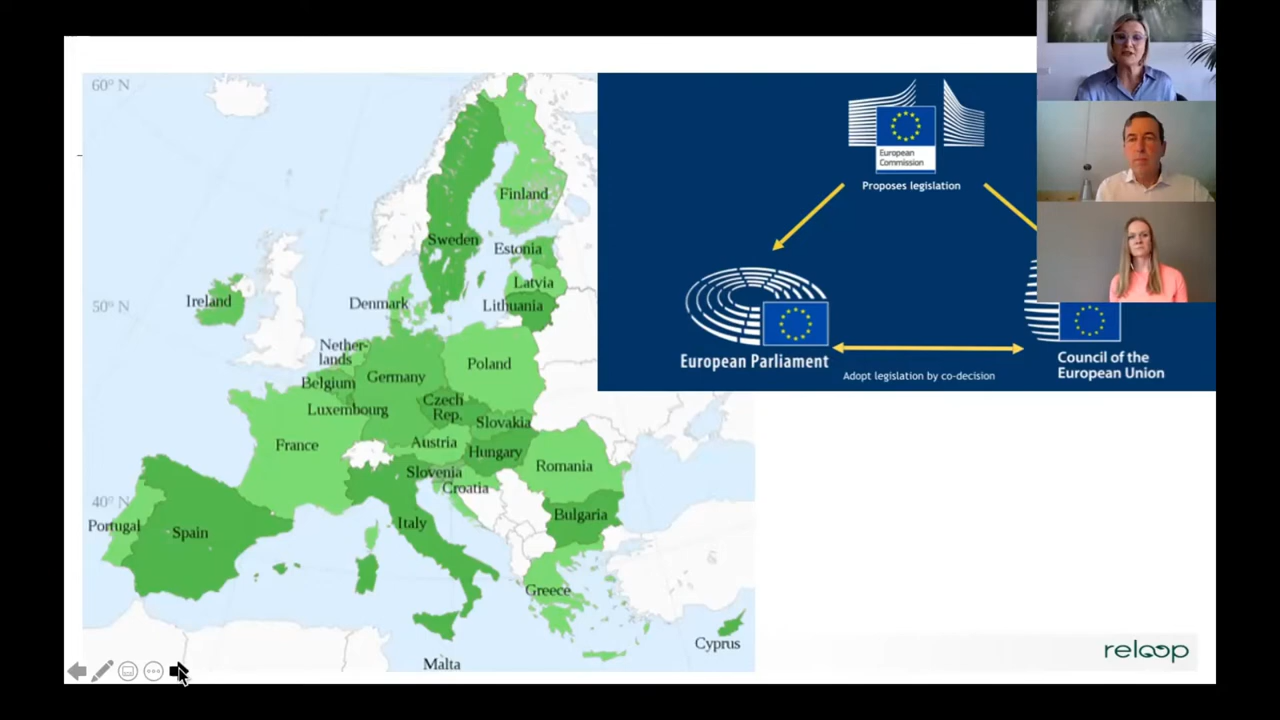 60° N
50° N
40° N
Finland
Sweden
Estonia
Latvia
Lithuania
Ireland
Denmark
Nether-
lands
Belgium
Germany
Poland
Luxembourg
Czech
Rep.
Slovakia
France
Austria
Hungary
Slovenia
Croatia
Romania
Portugal
Spain
Italy
Bulgaria
Greece
Malta
Cyprus
European
Commission
Proposes legislation
European Parliament
Adopt legislation by co-decision
Council of the
European Union
reloop